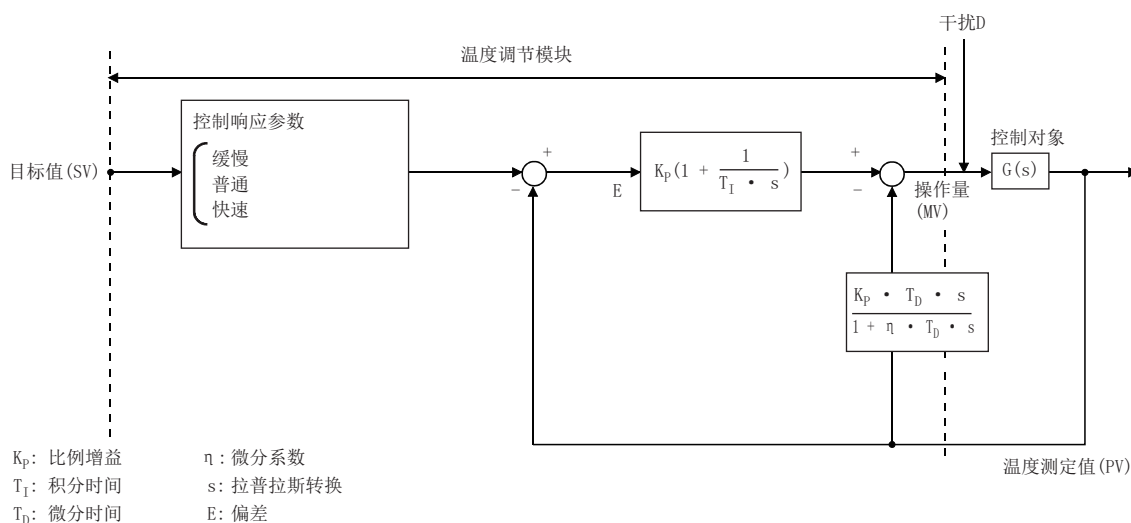 干扰D
温度调节模块
控制响应参数
缓慢
普通
快速
目标值(SV)
+
−
E
K_P(1 + 1/(T_I · s))
+
−
操作量
(MV)
控制对象
G(s)
K_P · T_D · s
1 + η · T_D · s
温度测定值(PV)
K_P: 比例增益
η: 微分系数
T_I: 积分时间
s: 拉普拉斯转换
T_D: 微分时间
E: 偏差